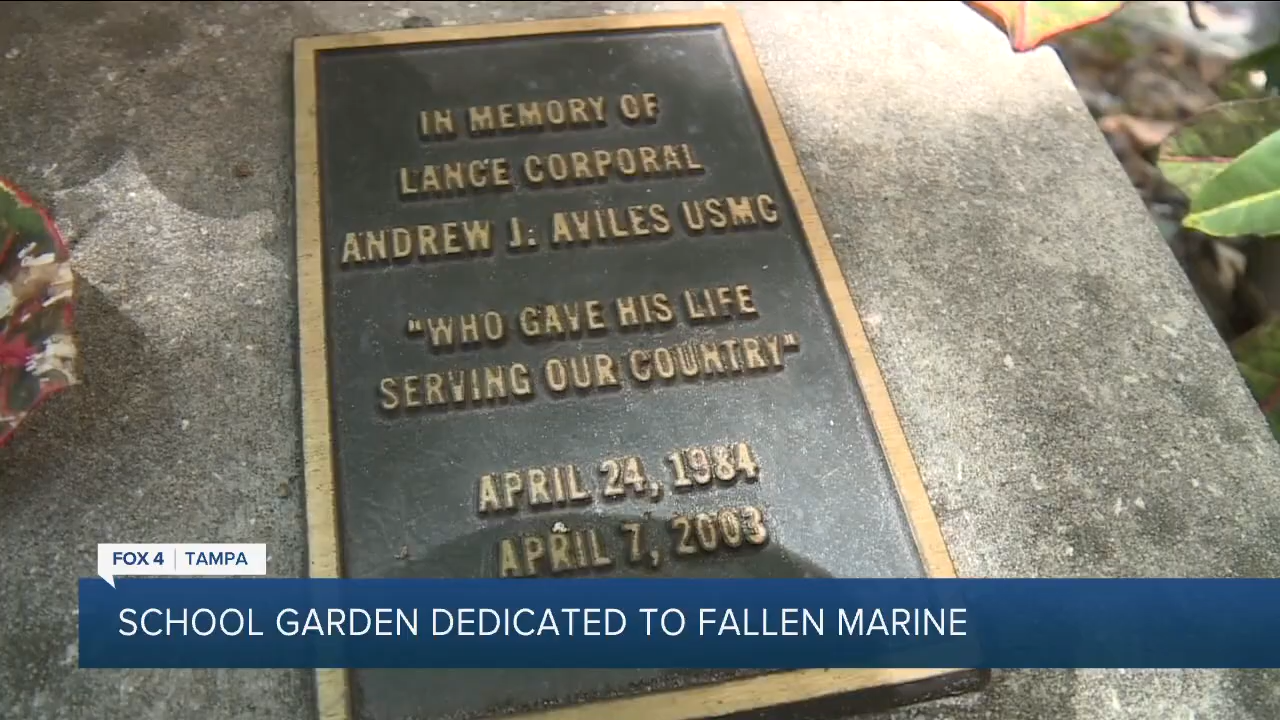 IN MEMORY OF
LANCE CORPORAL
ANDREW J. AVILES USMC
"WHO GAVE HIS LIFE
SERVING OUR COUNTRY"
APRIL 24, 1984
APRIL 7, 2003
FOX 4 | TAMPA
SCHOOL GARDEN DEDICATED TO FALLEN MARINE